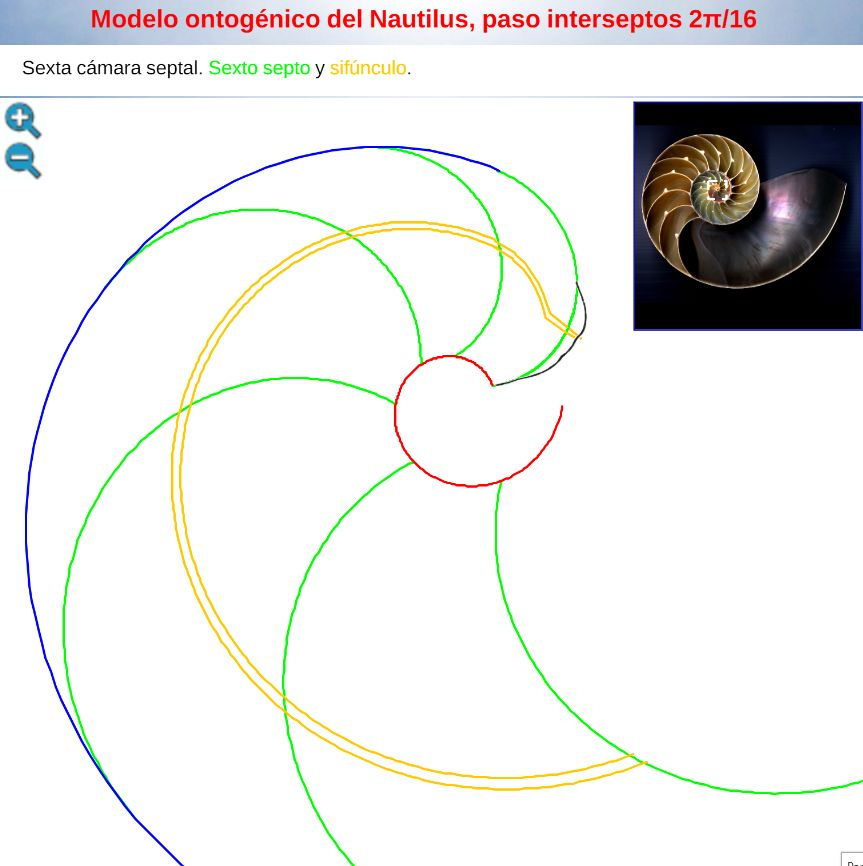 Modelo ontogénico del Nautilus, paso interseptos 2π/16
Sexta cámara septal. Sexto septo y sifúnculo.